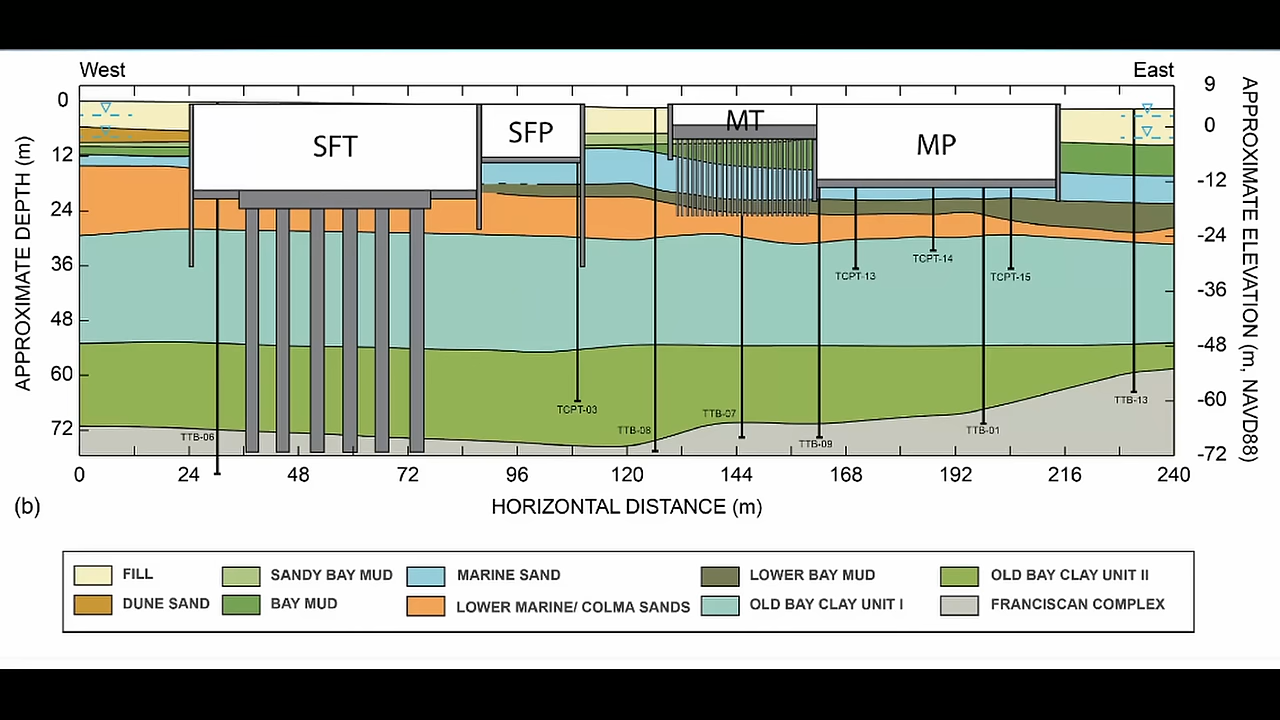 West
East
0
12
24
36
48
60
72
APPROXIMATE DEPTH (m)
9
0
-12
-24
-36
-48
-60
-72
APPROXIMATE ELEVATION (m, NAVD88)
SFT
SFP
MT
MP
TCPT-13
TCPT-14
TCPT-15
TCPT-03
TTB-06
TTB-08
TTB-07
TTB-09
TTB-01
TTB-13
0 24 48 72 96 120 144 168 192 216 240
(b)
HORIZONTAL DISTANCE (m)
FILL
SANDY BAY MUD
MARINE SAND
LOWER BAY MUD
OLD BAY CLAY UNIT II
DUNE SAND
BAY MUD
LOWER MARINE/ COLMA SANDS
OLD BAY CLAY UNIT I
FRANCISCAN COMPLEX